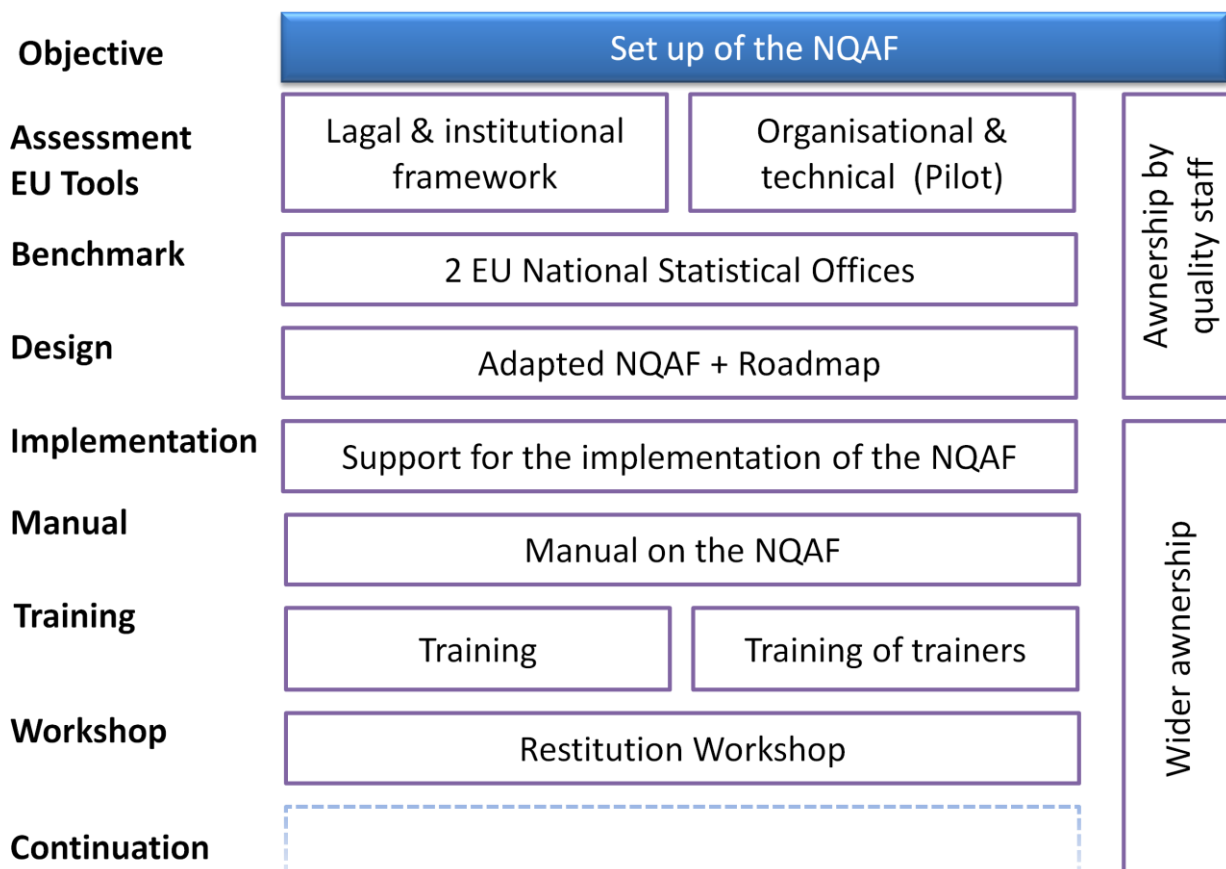 Objective
Set up of the NQAF
Assessment
EU Tools
Lagal & institutional
framework
Organisational &
technical (Pilot)
Awnership by
quality staff
Benchmark
2 EU National Statistical Offices
Design
Adapted NQAF + Roadmap
Implementation
Support for the implementation of the NQAF
Manual
Manual on the NQAF
Training
Training
Training of trainers
Wider awnership
Workshop
Restitution Workshop
Continuation